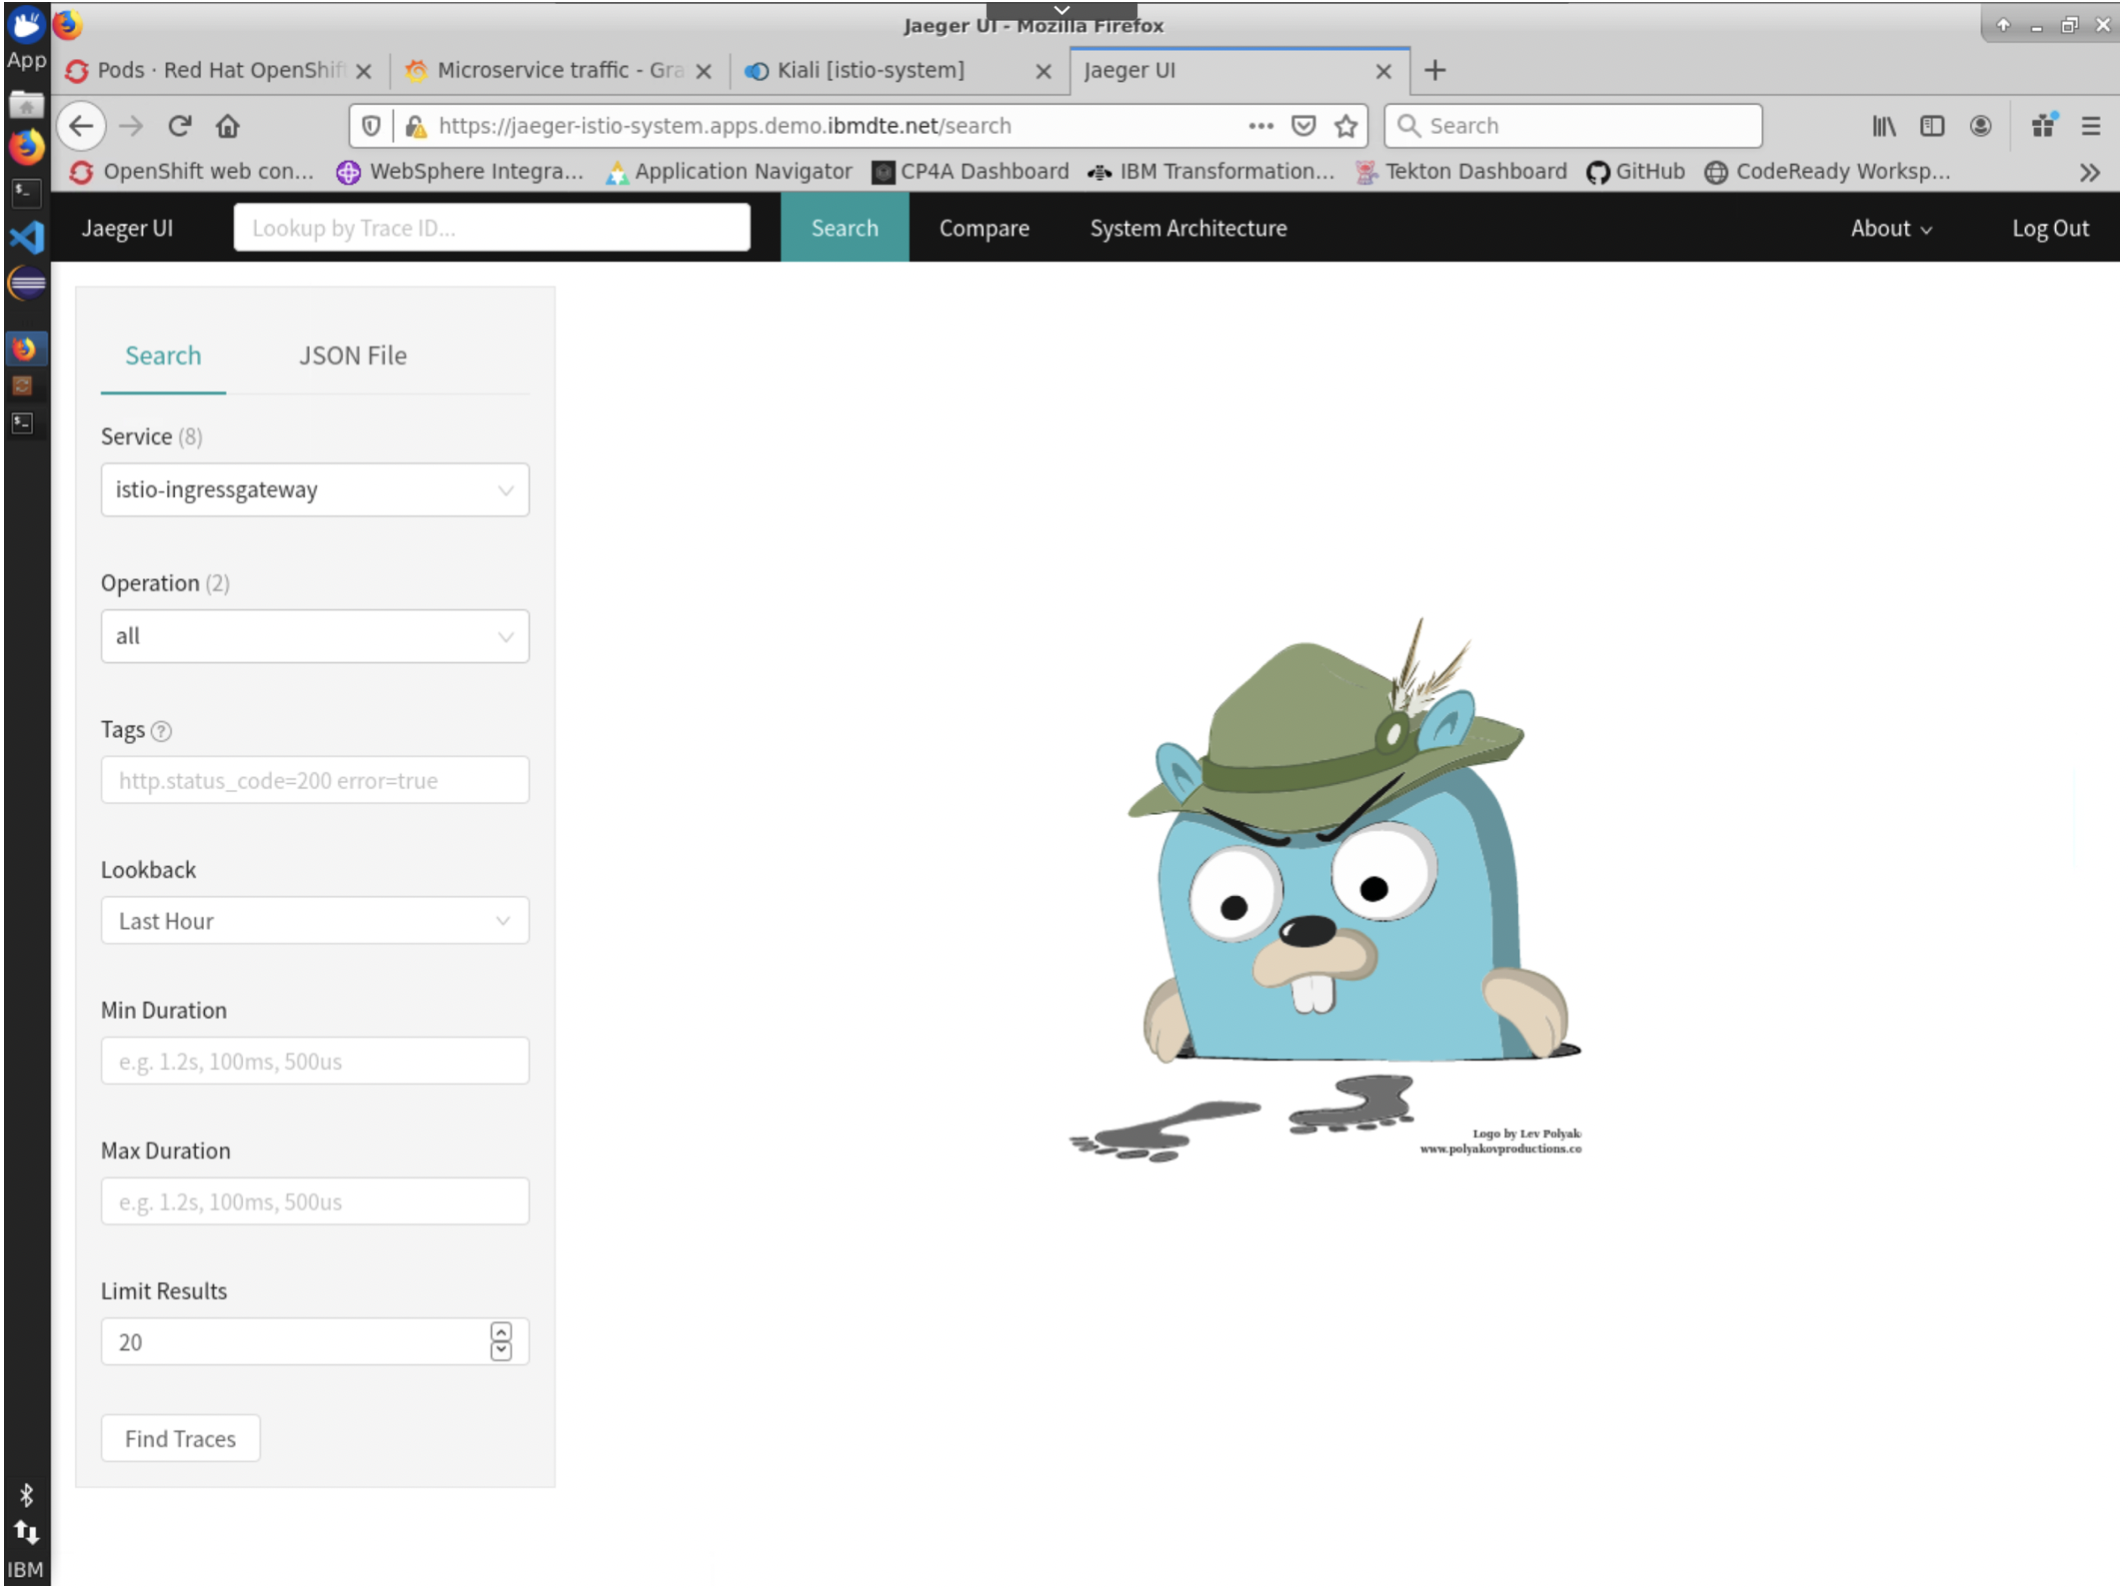 Jaeger UI - Mozilla Firefox
App
Pods · Red Hat OpenShift
Microservice traffic - Gra
Kiali [istio-system]
Jaeger UI
https://jaeger-istio-system.apps.demo.ibmdte.net/search
Search
OpenShift web con...
WebSphere Integra...
Application Navigator
CP4A Dashboard
IBM Transformation...
Tekton Dashboard
GitHub
CodeReady Worksp...
Jaeger UI
Lookup by Trace ID...
Search
Compare
System Architecture
About
Log Out
Search
JSON File
Service (8)
istio-ingressgateway
Operation (2)
all
Tags ?
http.status_code=200 error=true
Lookback
Last Hour
Min Duration
e.g. 1.2s, 100ms, 500us
Max Duration
e.g. 1.2s, 100ms, 500us
Limit Results
20
Find Traces
Logo by Lev Polyak
www.polyakovproductions.co
IBM